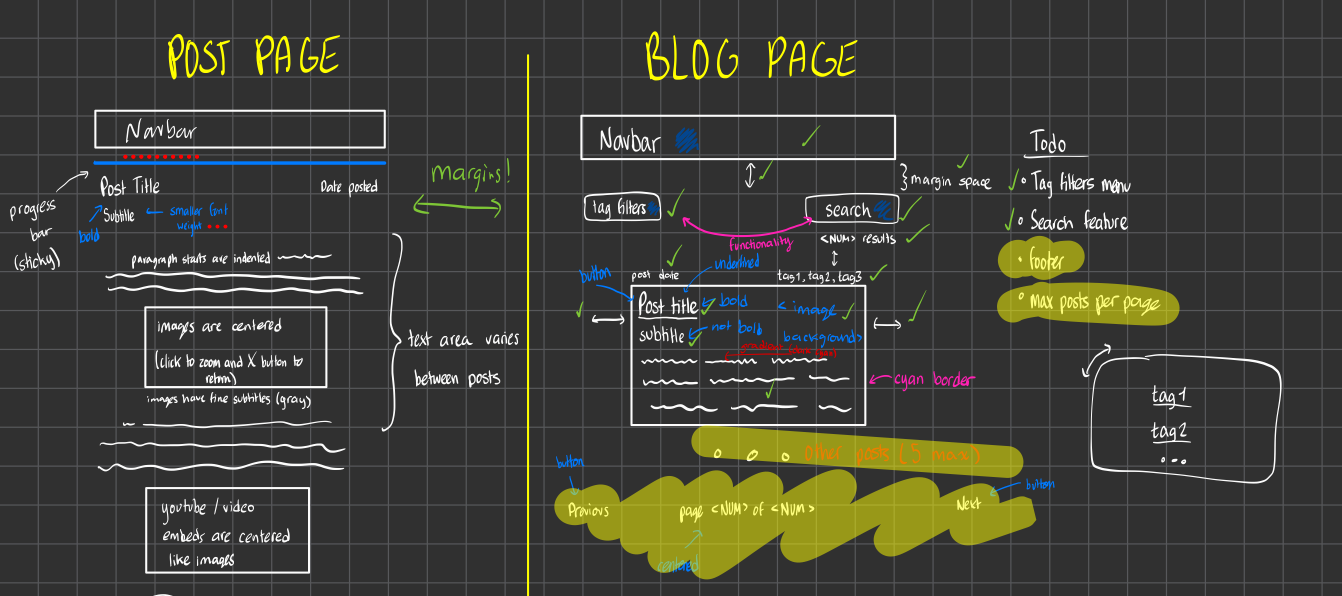 POST PAGE
Navbar
progress
bar
(sticky)
Post Title
Date posted
Subtitle
smaller font
weight
bold
paragraph starts are indented
images are centered
(click to zoom and X button to
return)
images have fine subtitles (gray)
youtube / video
embeds are centered
like images
text area varies
between posts
margins!
BLOG PAGE
Navbar
} margin space
Tag filters
search
functionality
<NUM> results
post date
underlined
tag1, tag2, tag3
button
Post title
bold
image
subtitle
not bold
background
cyan border
Other posts (5 max)
button
Previous
page <NUM> of <NUM>
Next
button
centered
Todo
Tag filters menu
Search feature
footer
max posts per page
tag1
tag2
...